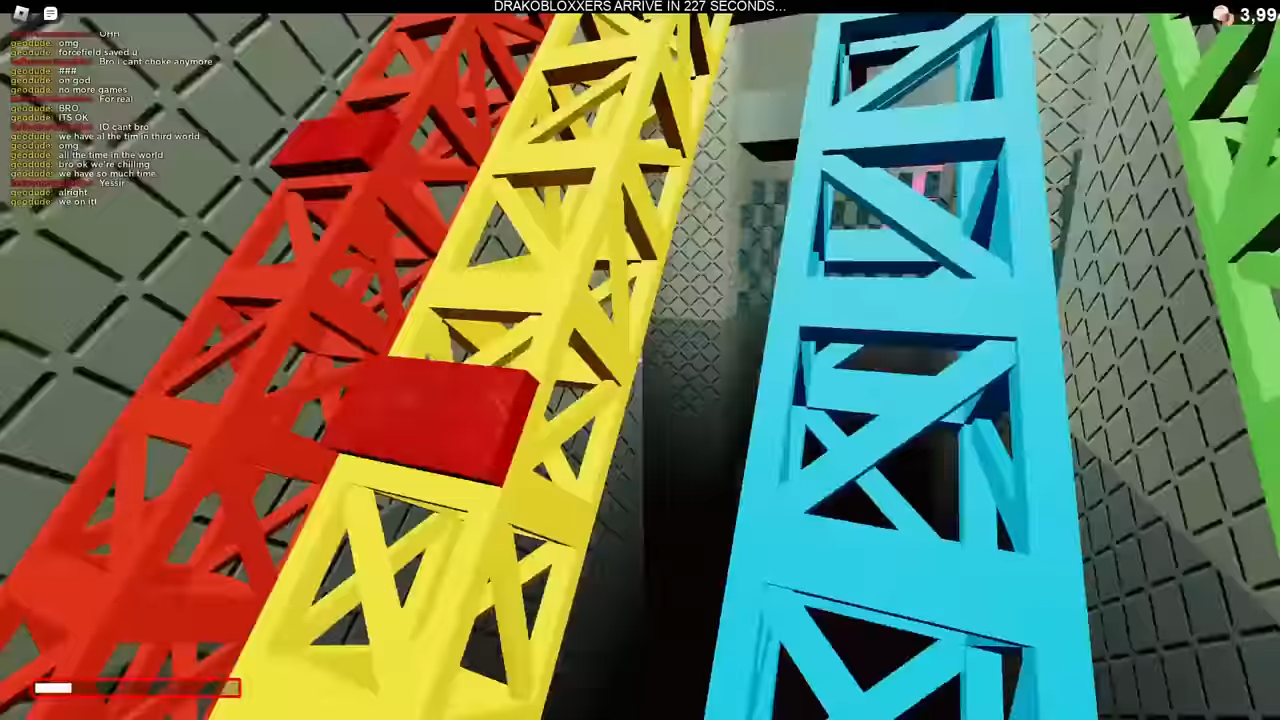 DRAKOBLOXXERS ARRIVE IN 227 SECONDS...
3,99
UHH
geodude: omg
geodude: forcefield saved u
Bro i cant choke anymore
geodude: ###
geodude: on god
geodude: no more games
For real
geodude: BRO
geodude: ITS OK
IO cant bro
geodude: we have al the tim in third world
geodude: omg
geodude: all the time in the world
geodude: bro ok we're chilling
geodude: we have so much time
Yessir
geodude: alright
geodude: we on it!